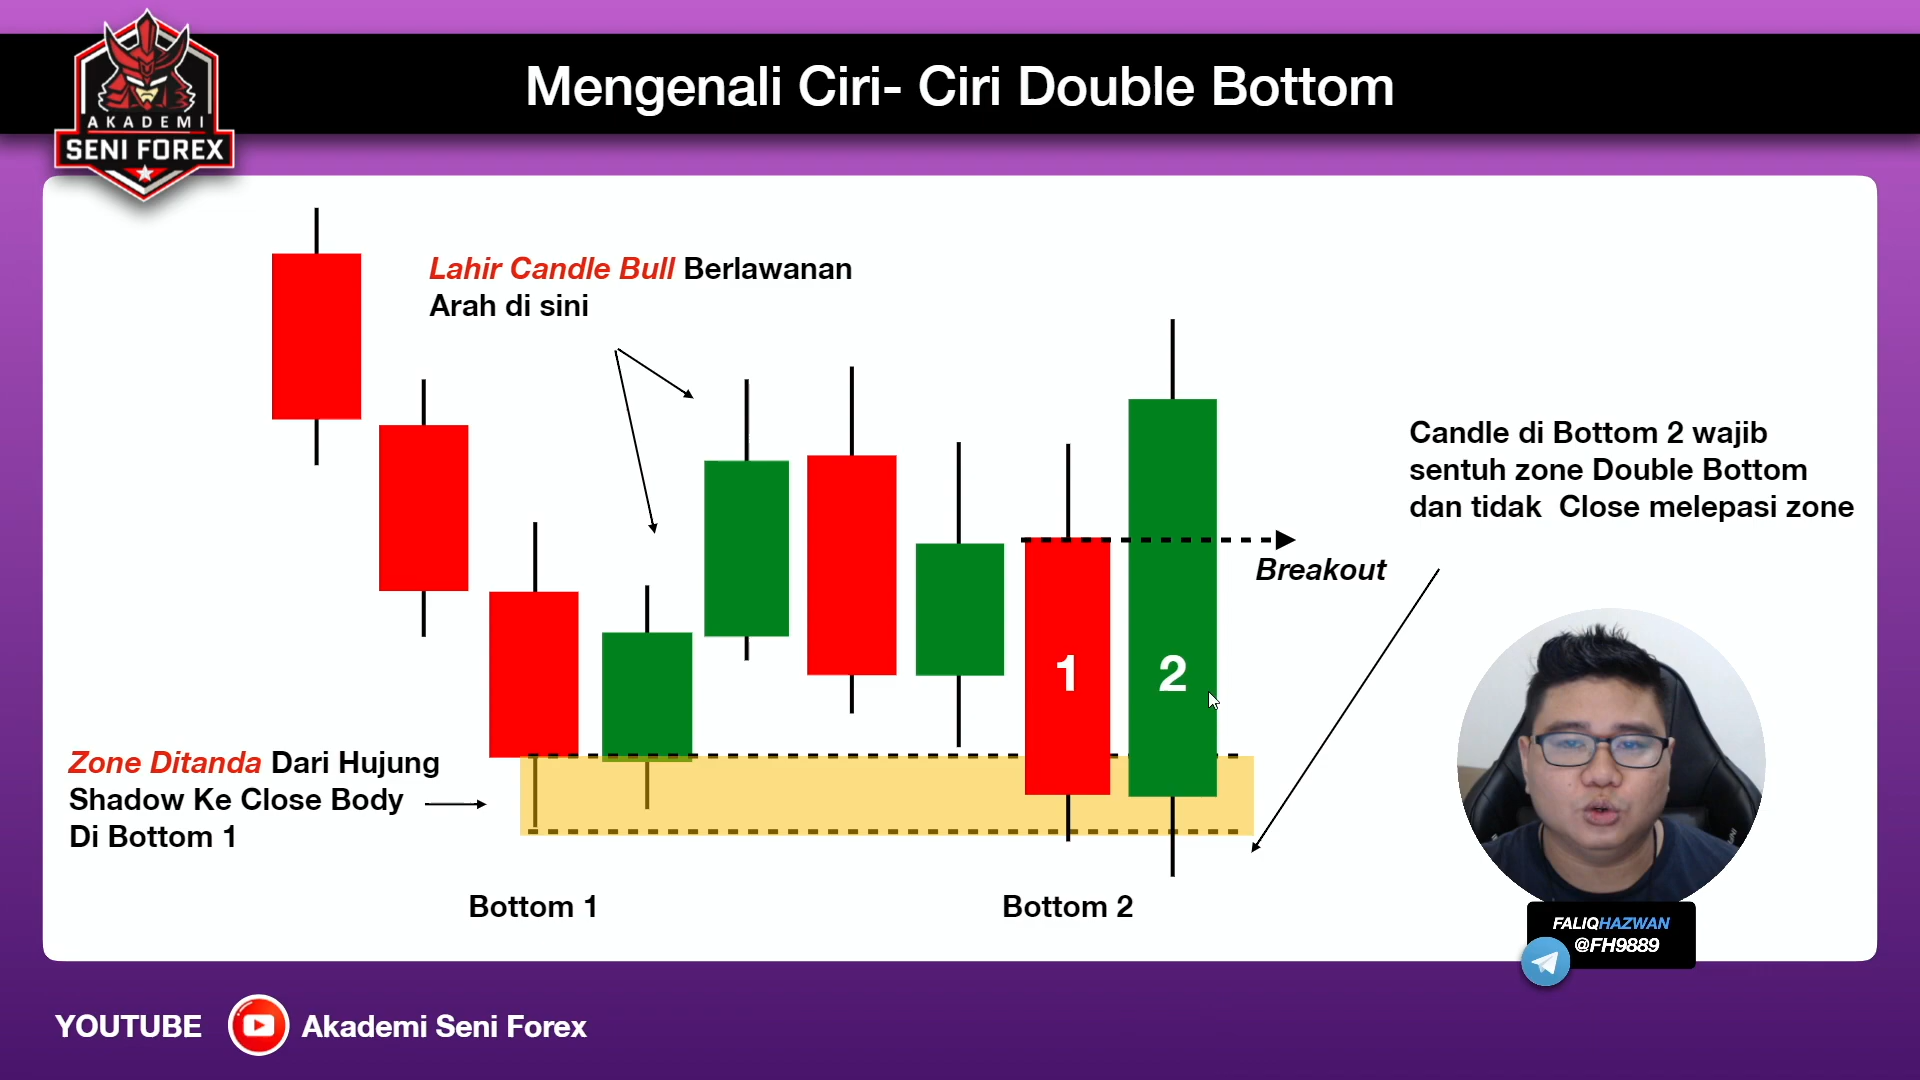 AKADEMI
SENI FOREX
Mengenali Ciri- Ciri Double Bottom
Lahir Candle Bull Berlawanan
Arah di sini
Candle di Bottom 2 wajib
sentuh zone Double Bottom
dan tidak Close melepasi zone
Breakout
1
2
Zone Ditanda Dari Hujung
Shadow Ke Close Body
Di Bottom 1
Bottom 1
Bottom 2
FALIQHAZWAN
@FH9889
YOUTUBE Akademi Seni Forex